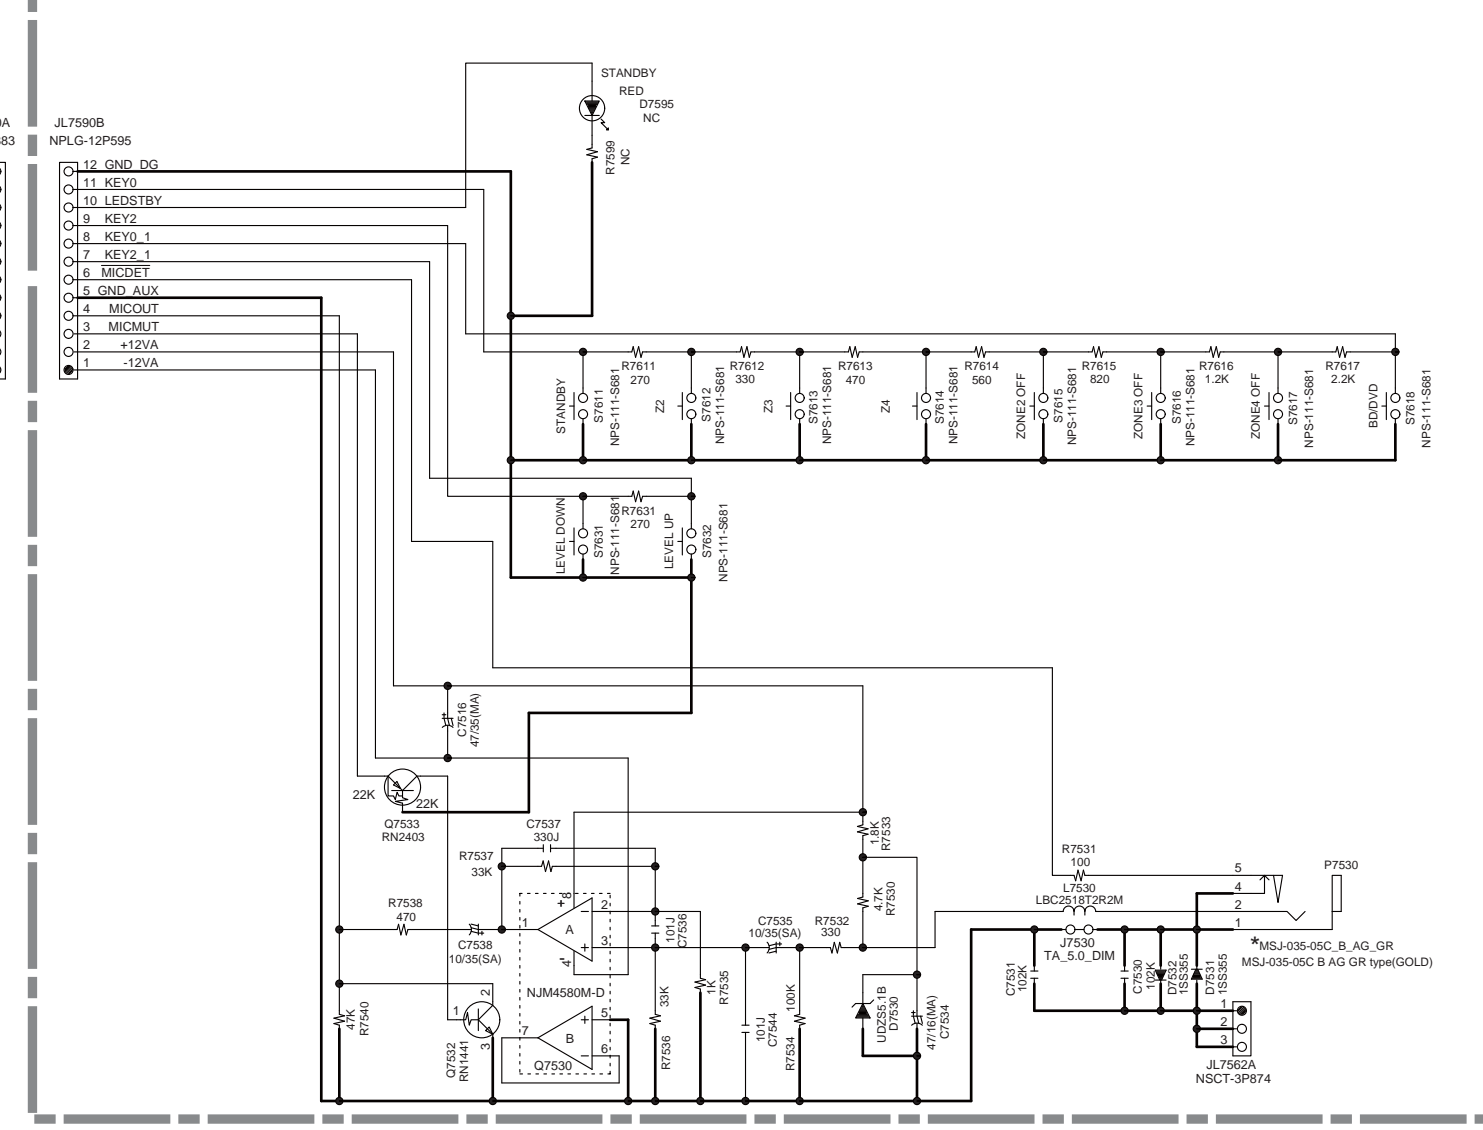 0A
83
JL7590B
NPLG-12P595
12 GND_DG
11 KEY0
10 LEDSTBY
9 KEY2
8 KEY0_1
7 KEY2_1
6 MICDET
5 GND_AUX
4 MICOUT
3 MICMUT
2 +12VA
1 -12VA
STANDBY
RED
D7595
NC
R7599
NC
R7611
270
R7612
330
R7613
470
R7614
560
R7615
820
R7616
1.2K
R7617
2.2K
STANDBY
S7611
NPS-111-S681
Z2
S7612
NPS-111-S681
Z3
S7613
NPS-111-S681
Z4
S7614
NPS-111-S681
ZONE2 OFF
S7615
NPS-111-S681
ZONE3 OFF
S7616
NPS-111-S681
ZONE4 OFF
S7617
NPS-111-S681
BD/DVD
S7618
NPS-111-S681
LEVEL DOWN
S7631
NPS-111-S681
R7631
270
LEVEL UP
S7632
NPS-111-S681
C7516
47/35(MA)
22K
22K
Q7533
RN2403
C7537
330J
R7537
33K
R7538
470
C7538
10/35(SA)
1
A
+
8
2
−
3
+
4
-
101J
C7536
C7535
10/35(SA)
R7532
330
1.8K
R7533
4.7K
R7530
R7531
100
L7530
LBC2518T2R2M
J7530
TA_5.0_DIM
5
4
2
1
P7530
*MSJ-035-05C_B_AG_GR
MSJ-035-05C B AG GR type(GOLD)
C7531
102K
C7530
102K
D7532
1SS355
D7531
1SS355
1
2
3
JL7562A
NSCT-3P874
47K
R7540
1
2
3
Q7532
RN1441
NJM4580M-D
7
B
+
5
−
6
Q7530
33K
R7536
1K
R7535
101J
C7544
100K
R7534
UDZS5.1B
D7530
47/16(MA)
C7534